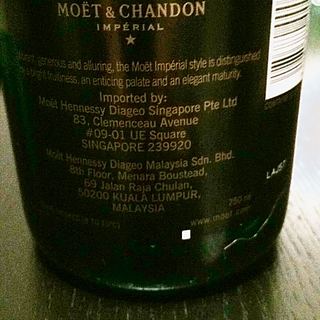 MOËT & CHANDON
IMPÉRIAL
generous and alluring, the Moët Impérial style is distinguished
bright fruitiness, an enticing palate and an elegant maturity.
Imported by:
Moët Hennessy Diageo Singapore Pte Ltd
83, Clemenceau Avenue
#09-01 UE Square
SINGAPORE 239920
Moët Hennessy Diageo Malaysia Sdn. Bhd.
8th Floor, Menara Boustead,
69 Jalan Raja Chulan,
50200 KUALA LUMPUR,
MALAYSIA
750 ml
www.moet.com